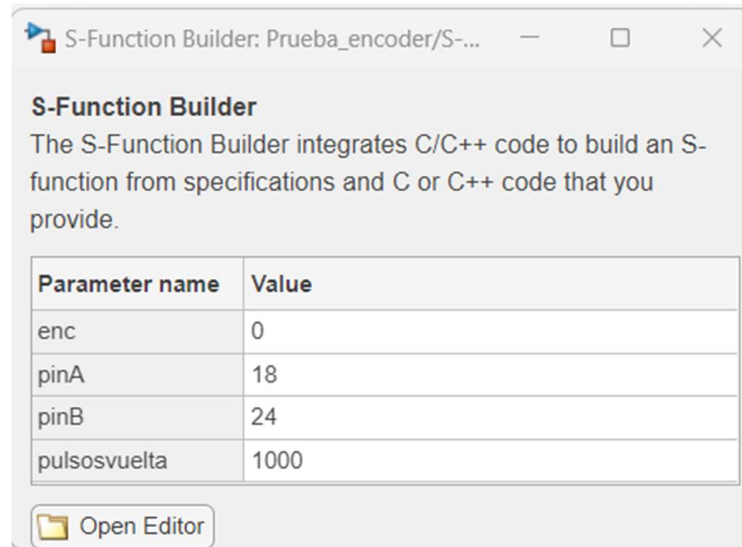 S-Function Builder: Prueba_encoder/S-...
S-Function Builder
The S-Function Builder integrates C/C++ code to build an S-
function from specifications and C or C++ code that you
provide.
Parameter name Value
enc 0
pinA 18
pinB 24
pulsosvuelta 1000
Open Editor